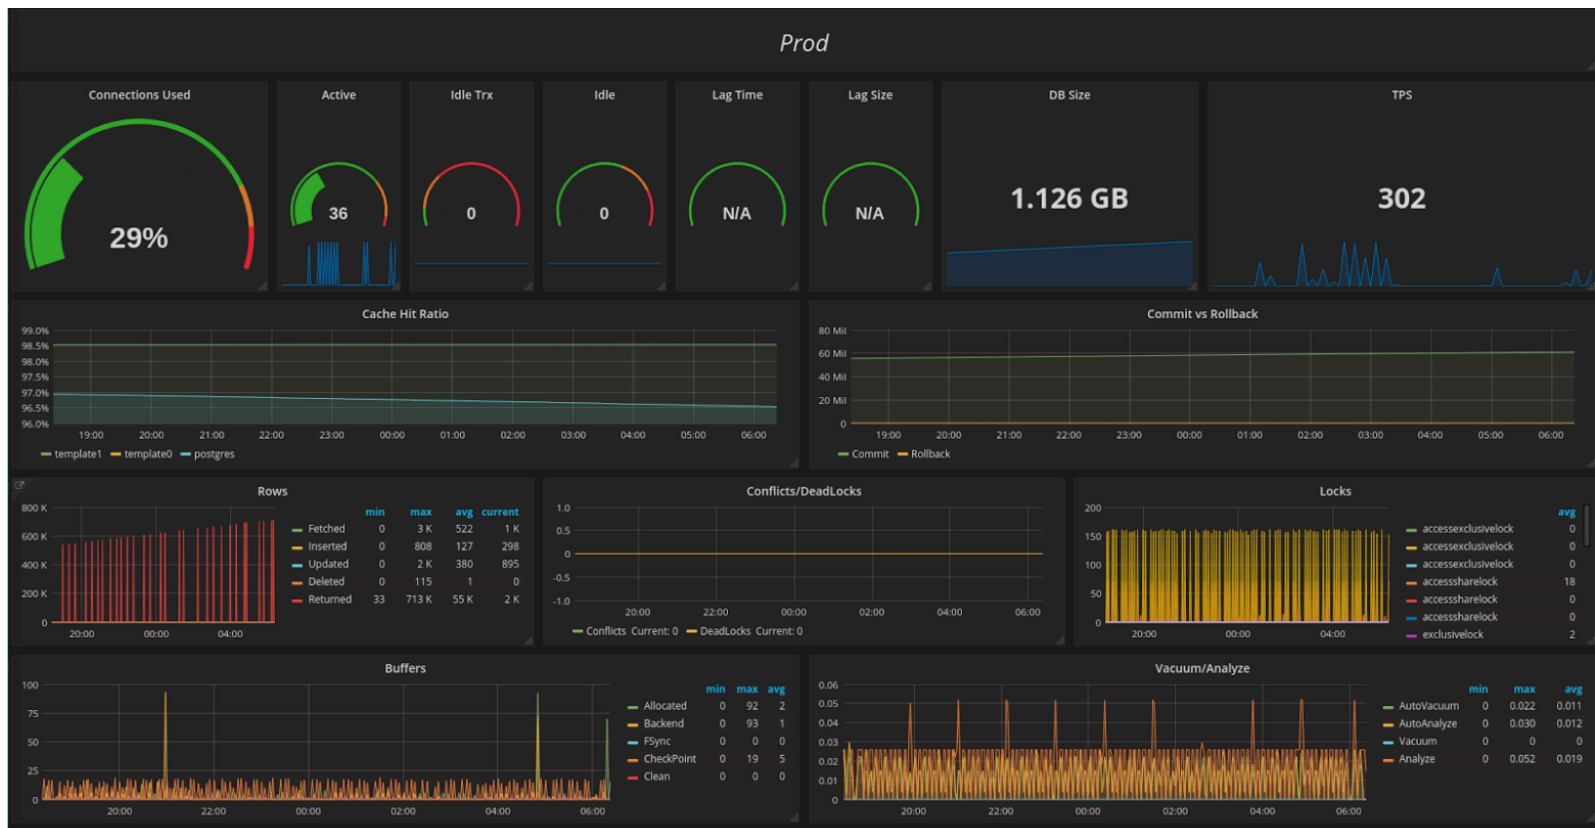 Prod
Connections Used
29%
Active
36
Idle Trx
0
Idle
0
Lag Time
N/A
Lag Size
N/A
DB Size
1.126 GB
TPS
302
Cache Hit Ratio
99.0%
98.5%
98.0%
97.5%
97.0%
96.5%
96.0%
19:00 20:00 21:00 22:00 23:00 00:00 01:00 02:00 03:00 04:00 05:00 06:00
template1 template0 postgres
Commit vs Rollback
80 Mil
60 Mil
40 Mil
20 Mil
0
19:00 20:00 21:00 22:00 23:00 00:00 01:00 02:00 03:00 04:00 05:00 06:00
Commit Rollback
Rows
800 K
600 K
400 K
200 K
0
20:00 00:00 04:00
min max avg current
Fetched 0 3 K 522 1 K
Inserted 0 808 127 298
Updated 0 2 K 380 895
Deleted 0 115 1 0
Returned 33 713 K 55 K 2 K
Conflicts/DeadLocks
1.0
0.5
0
-0.5
-1.0
20:00 22:00 00:00 02:00 04:00 06:00
Conflicts Current: 0 DeadLocks Current: 0
Locks
200
150
100
50
0
20:00 00:00 04:00
avg
accessexclusivelock 0
accessexclusivelock 0
accessexclusivelock 0
accesssharelock 18
accesssharelock 0
accesssharelock 0
exclusivelock 2
Buffers
100
75
50
25
0
20:00 22:00 00:00 02:00 04:00 06:00
min max avg
Allocated 0 92 2
Backend 0 93 1
FSync 0 0 0
CheckPoint 0 19 5
Clean 0 0 0
Vacuum/Analyze
0.06
0.05
0.04
0.03
0.02
0.01
0
20:00 22:00 00:00 02:00 04:00 06:00
min max avg
AutoVacuum 0 0.022 0.011
AutoAnalyze 0 0.030 0.012
Vacuum 0 0 0
Analyze 0 0.052 0.019